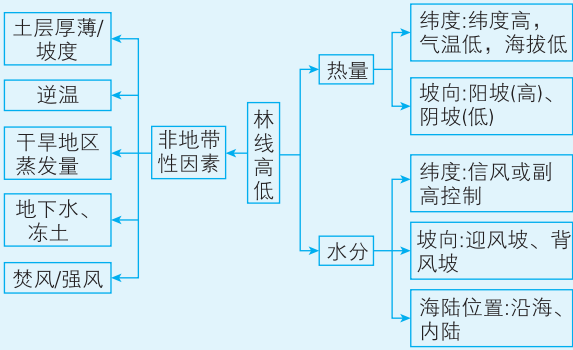 土层厚薄/
坡度
逆温
干旱地区
蒸发量
地下水、
冻土
焚风/强风
非地带
性因素
林
线
高
低
热量
水分
纬度:纬度高，
气温低，海拔低
坡向:阳坡(高)、
阴坡(低)
纬度:信风或副
高控制
坡向:迎风坡、背
风坡
海陆位置:沿海、
内陆